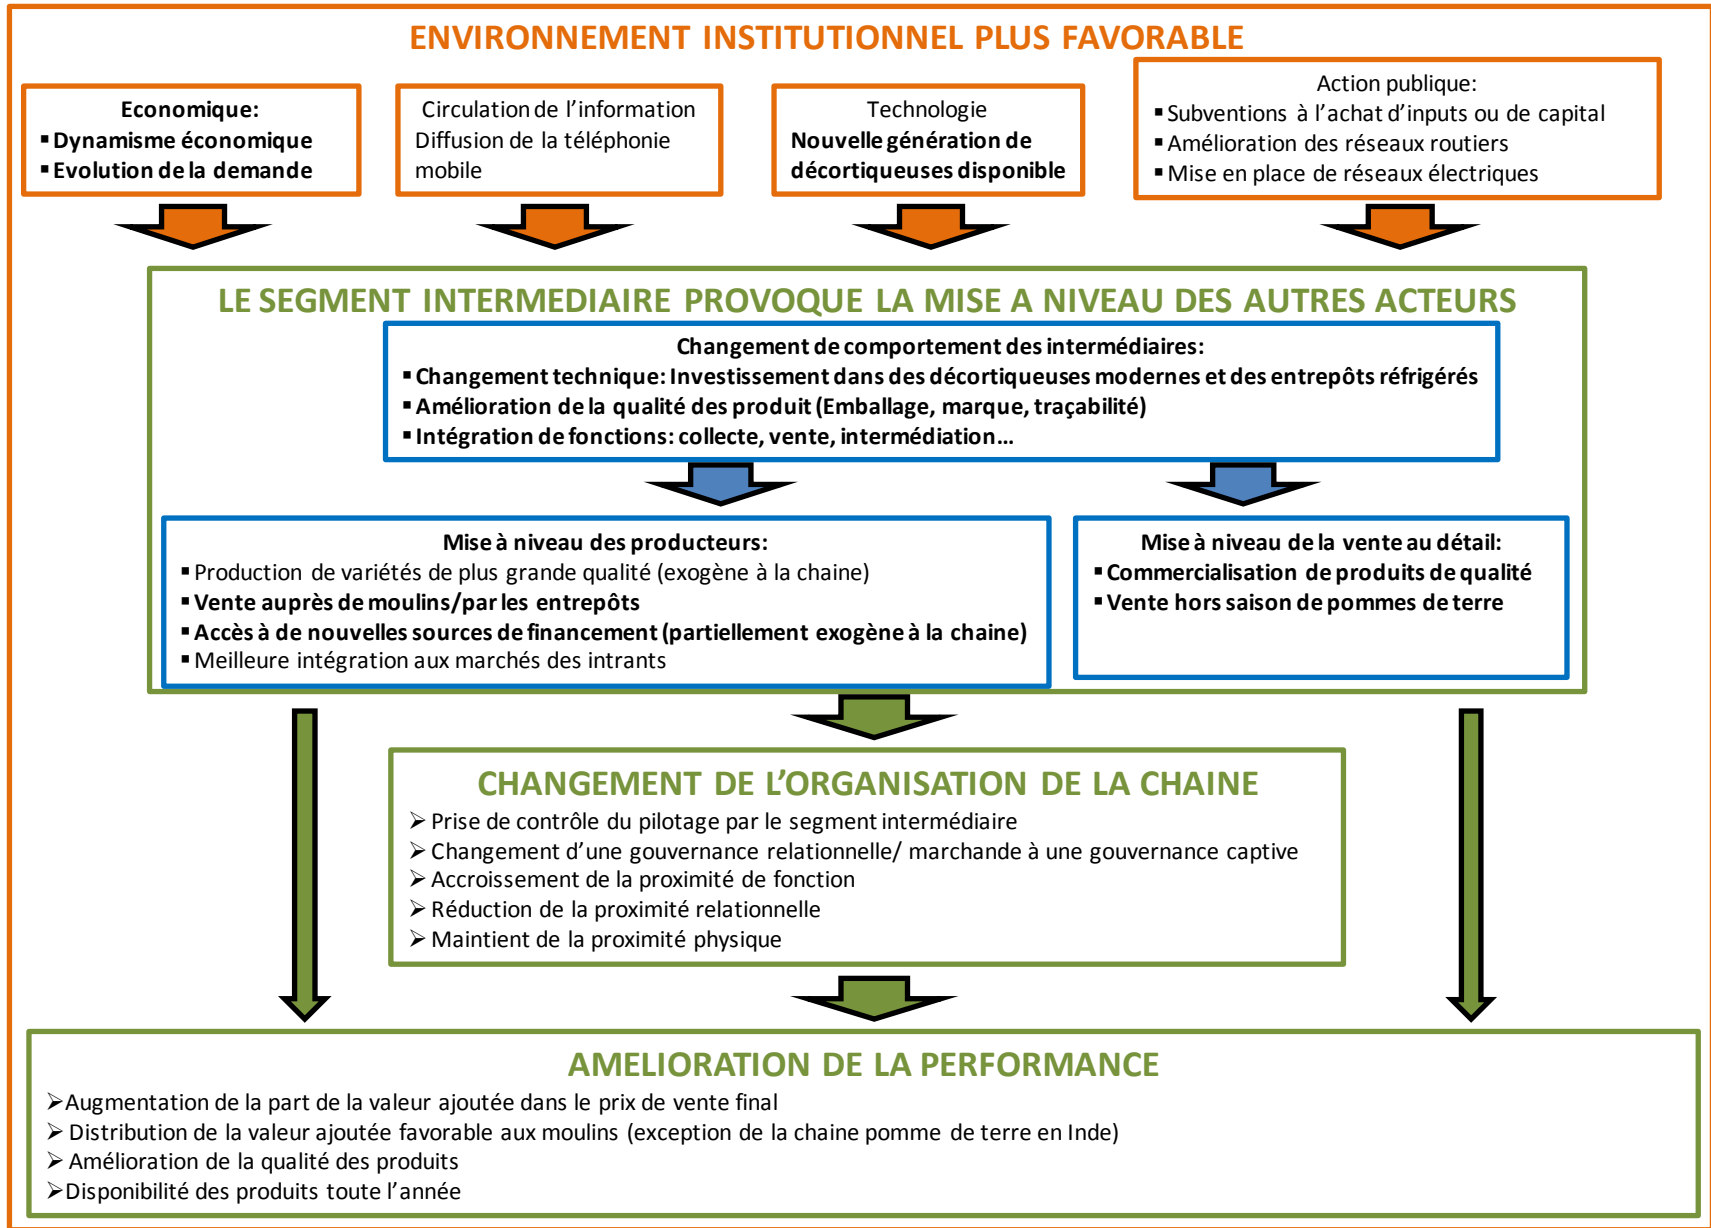 ENVIRONNEMENT INSTITUTIONNEL PLUS FAVORABLE
Economique:
▪ Dynamisme économique
▪ Evolution de la demande
Circulation de l'information
Diffusion de la téléphonie
mobile
Technologie
Nouvelle génération de
décortiqueuses disponible
Action publique:
▪ Subventions à l'achat d'inputs ou de capital
▪ Amélioration des réseaux routiers
▪ Mise en place de réseaux électriques
LE SEGMENT INTERMEDIAIRE PROVOQUE LA MISE A NIVEAU DES AUTRES ACTEURS
Changement de comportement des intermédiaires:
▪ Changement technique: Investissement dans des décortiqueuses modernes et des entrepôts réfrigérés
▪ Amélioration de la qualité des produit (Emballage, marque, traçabilité)
▪ Intégration de fonctions: collecte, vente, intermédiation…
Mise à niveau des producteurs:
▪ Production de variétés de plus grande qualité (exogène à la chaine)
▪ Vente auprès de moulins/par les entrepôts
▪ Accès à de nouvelles sources de financement (partiellement exogène à la chaine)
▪ Meilleure intégration aux marchés des intrants
Mise à niveau de la vente au détail:
▪ Commercialisation de produits de qualité
▪ Vente hors saison de pommes de terre
CHANGEMENT DE L'ORGANISATION DE LA CHAINE
➢ Prise de contrôle du pilotage par le segment intermédiaire
➢ Changement d'une gouvernance relationnelle/ marchande à une gouvernance captive
➢ Accroissement de la proximité de fonction
➢ Réduction de la proximité relationnelle
➢ Maintient de la proximité physique
AMELIORATION DE LA PERFORMANCE
➢ Augmentation de la part de la valeur ajoutée dans le prix de vente final
➢ Distribution de la valeur ajoutée favorable aux moulins (exception de la chaine pomme de terre en Inde)
➢ Amélioration de la qualité des produits
➢ Disponibilité des produits toute l'année